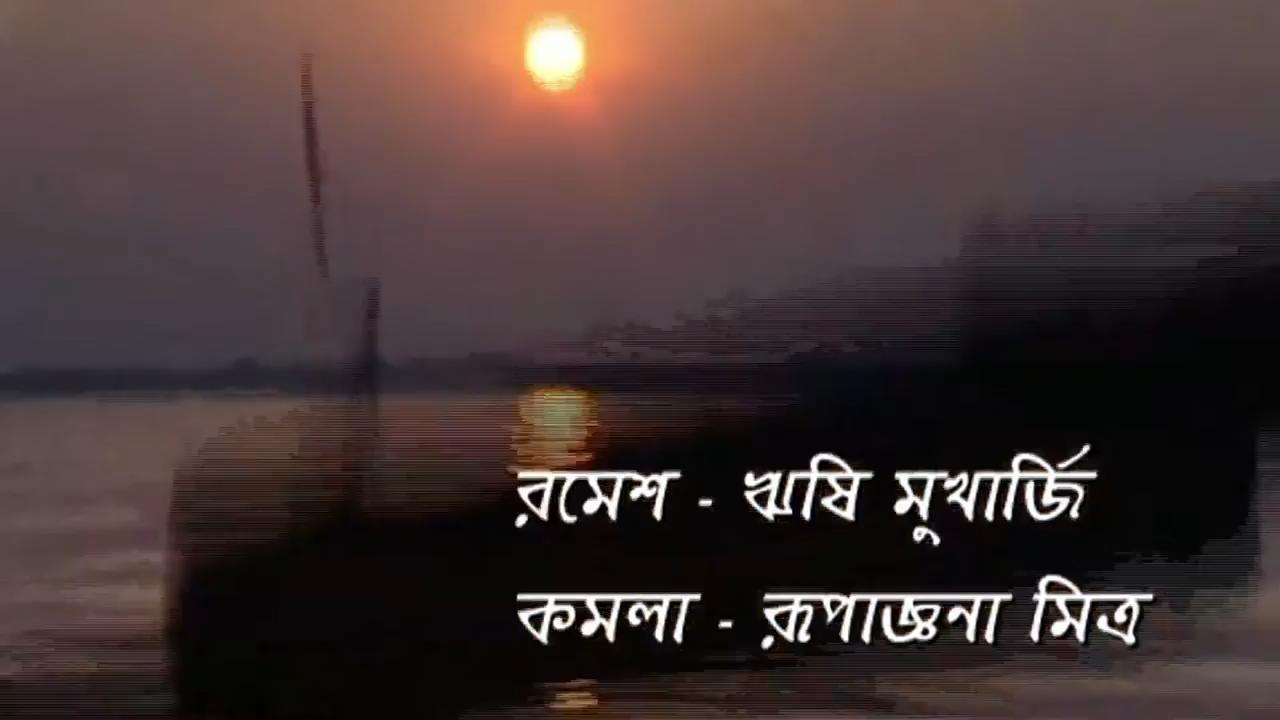 রমেশ - ঋষি মুখার্জি
কমলা - রূপাঞ্জনা মিত্র